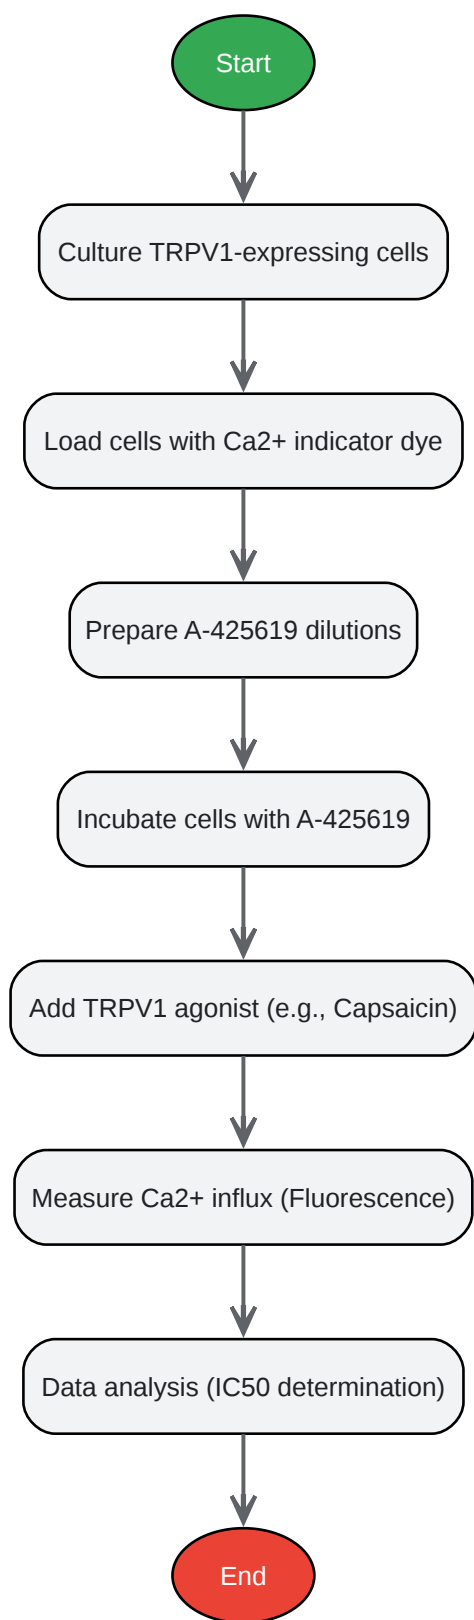 Start
Culture TRPV1-expressing cells
Load cells with Ca2+ indicator dye
Prepare A-425619 dilutions
Incubate cells with A-425619
Add TRPV1 agonist (e.g., Capsaicin)
Measure Ca2+ influx (Fluorescence)
Data analysis (IC50 determination)
End